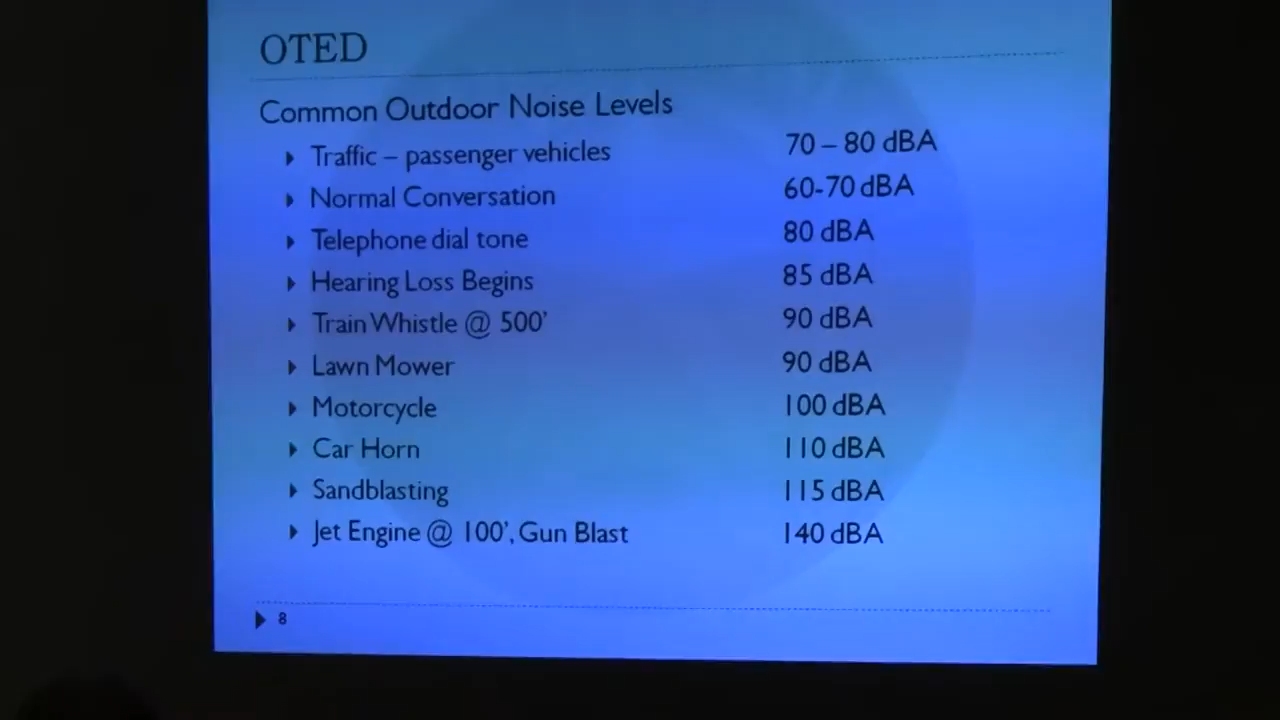 OTED
Common Outdoor Noise Levels
Traffic – passenger vehicles 70 – 80 dBA
Normal Conversation 60-70 dBA
Telephone dial tone 80 dBA
Hearing Loss Begins 85 dBA
Train Whistle @ 500' 90 dBA
Lawn Mower 90 dBA
Motorcycle 100 dBA
Car Horn 110 dBA
Sandblasting 115 dBA
Jet Engine @ 100', Gun Blast 140 dBA
8